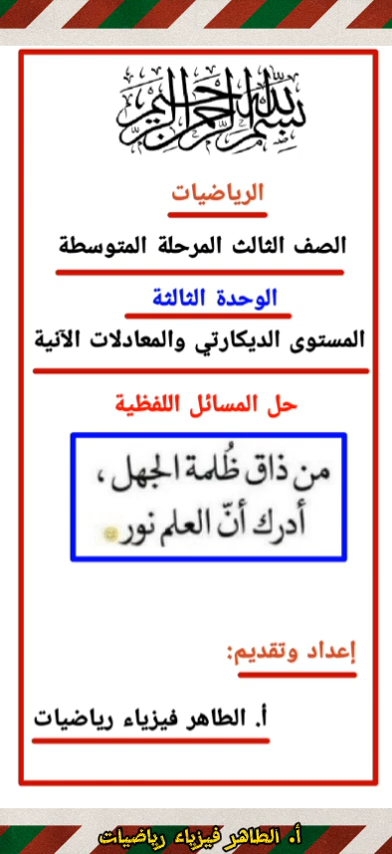 بسم الله الرحمن الرحيم
الرياضيات
الصف الثالث المرحلة المتوسطة
الوحدة الثالثة
المستوى الديكارتي والمعادلات الآنية
حل المسائل اللفظية
من ذاق ظُلمة الجهل ،
أدرك أنّ العلم نور
إعداد وتقديم:
أ. الطاهر فيزياء رياضيات
أ. الطاهر فيزياء رياضيات